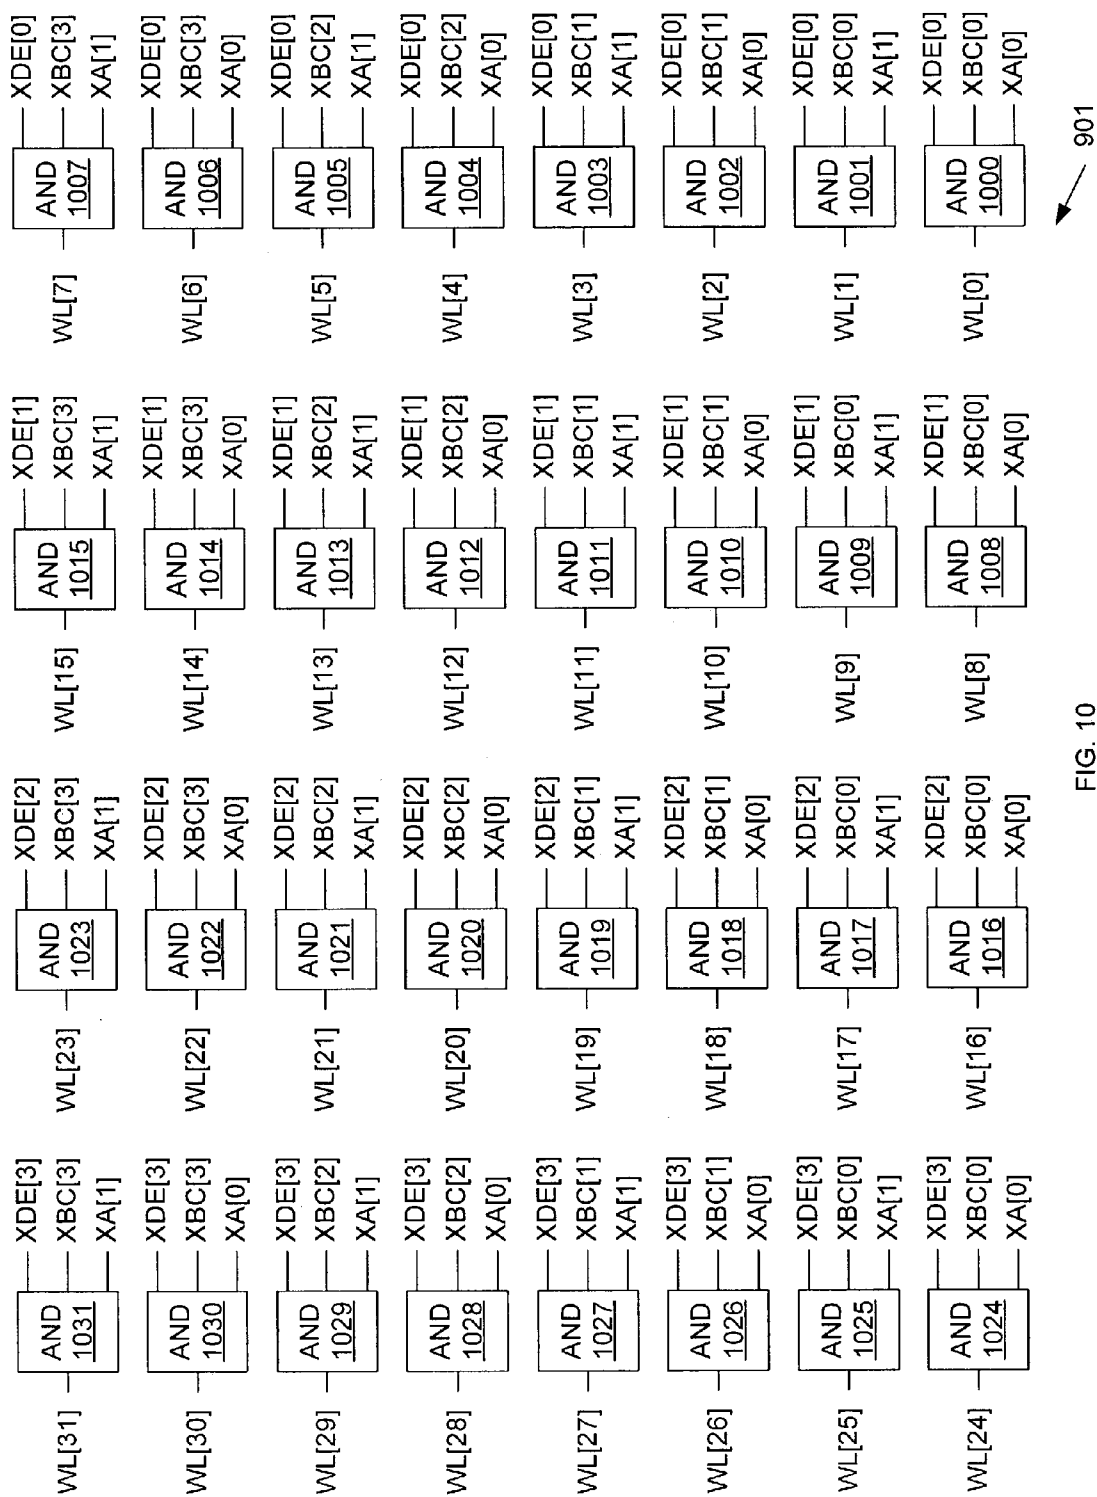 WL[31] AND 1031 XDE[3] XBC[3] XA[1]
WL[30] AND 1030 XDE[3] XBC[3] XA[0]
WL[29] AND 1029 XDE[3] XBC[2] XA[1]
WL[28] AND 1028 XDE[3] XBC[2] XA[0]
WL[27] AND 1027 XDE[3] XBC[1] XA[1]
WL[26] AND 1026 XDE[3] XBC[1] XA[0]
WL[25] AND 1025 XDE[3] XBC[0] XA[1]
WL[24] AND 1024 XDE[3] XBC[0] XA[0]
WL[23] AND 1023 XDE[2] XBC[3] XA[1]
WL[22] AND 1022 XDE[2] XBC[3] XA[0]
WL[21] AND 1021 XDE[2] XBC[2] XA[1]
WL[20] AND 1020 XDE[2] XBC[2] XA[0]
WL[19] AND 1019 XDE[2] XBC[1] XA[1]
WL[18] AND 1018 XDE[2] XBC[1] XA[0]
WL[17] AND 1017 XDE[2] XBC[0] XA[1]
WL[16] AND 1016 XDE[2] XBC[0] XA[0]
WL[15] AND 1015 XDE[1] XBC[3] XA[1]
WL[14] AND 1014 XDE[1] XBC[3] XA[0]
WL[13] AND 1013 XDE[1] XBC[2] XA[1]
WL[12] AND 1012 XDE[1] XBC[2] XA[0]
WL[11] AND 1011 XDE[1] XBC[1] XA[1]
WL[10] AND 1010 XDE[1] XBC[1] XA[0]
WL[9] AND 1009 XDE[1] XBC[0] XA[1]
WL[8] AND 1008 XDE[1] XBC[0] XA[0]
WL[7] AND 1007 XDE[0] XBC[3] XA[1]
WL[6] AND 1006 XDE[0] XBC[3] XA[0]
WL[5] AND 1005 XDE[0] XBC[2] XA[1]
WL[4] AND 1004 XDE[0] XBC[2] XA[0]
WL[3] AND 1003 XDE[0] XBC[1] XA[1]
WL[2] AND 1002 XDE[0] XBC[1] XA[0]
WL[1] AND 1001 XDE[0] XBC[0] XA[1]
WL[0] AND 1000 XDE[0] XBC[0] XA[0]
901
FIG. 10